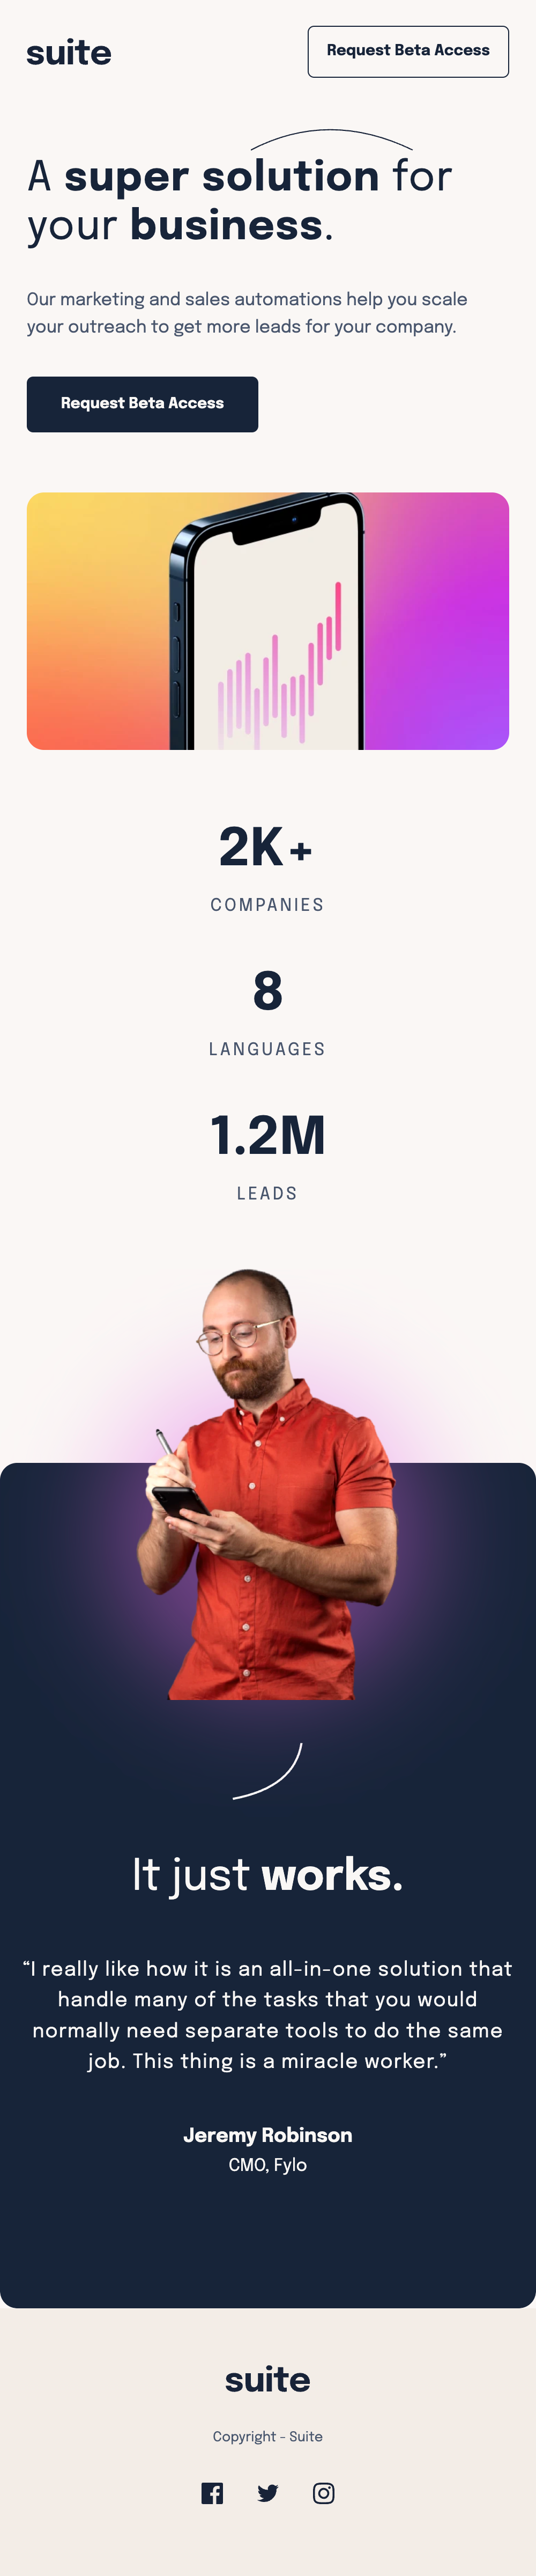 suite
Request Beta Access
A super solution for
your business.
Our marketing and sales automations help you scale
your outreach to get more leads for your company.
Request Beta Access
2K+
COMPANIES
8
LANGUAGES
1.2M
LEADS
It just works.
“I really like how it is an all-in-one solution that
handle many of the tasks that you would
normally need separate tools to do the same
job. This thing is a miracle worker.”
Jeremy Robinson
CMO, Fylo
suite
Copyright - Suite